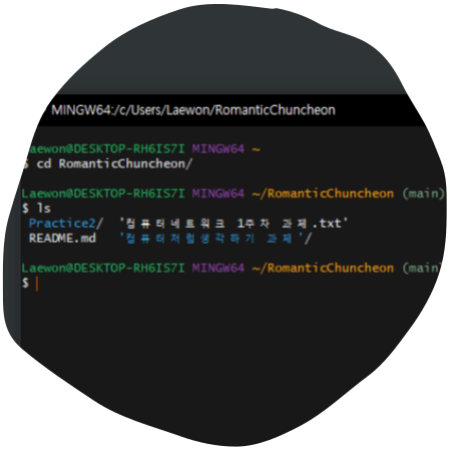 MINGW64:/c/Users/Laewon/RomanticChuncheon
Laewon@DESKTOP-RH6IS7I MINGW64 ~
$ cd RomanticChuncheon/
Laewon@DESKTOP-RH6IS7I MINGW64 ~/RomanticChuncheon (main)
$ ls
Practice2/ '컴퓨터네트워크 1주차 과제.txt'
README.md '컴퓨터처럼생각하기 과제'/
Laewon@DESKTOP-RH6IS7I MINGW64 ~/RomanticChuncheon (main)
$